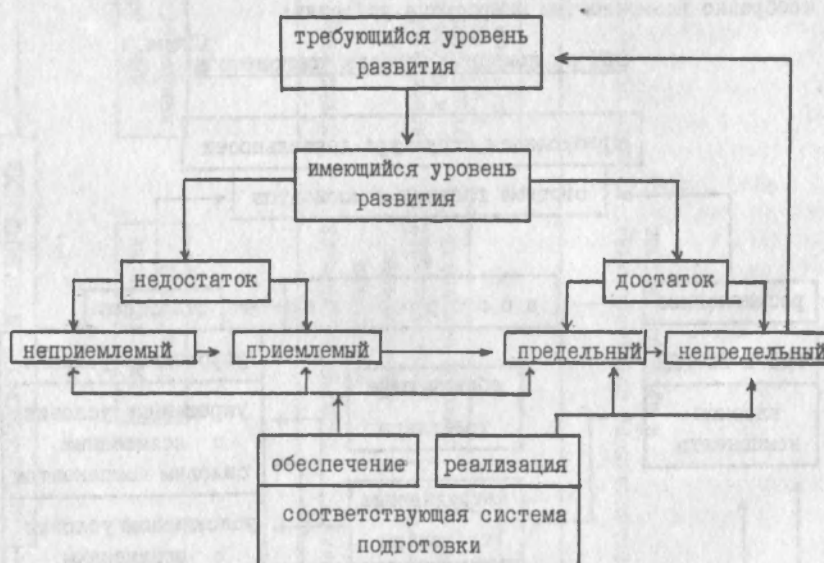 требующийся уровень
развития
имеющийся уровень
развития
недостаток
достаток
неприемлемый
приемлемый
предельный
непредельный
обеспечение
реализация
соответствующая система
подготовки